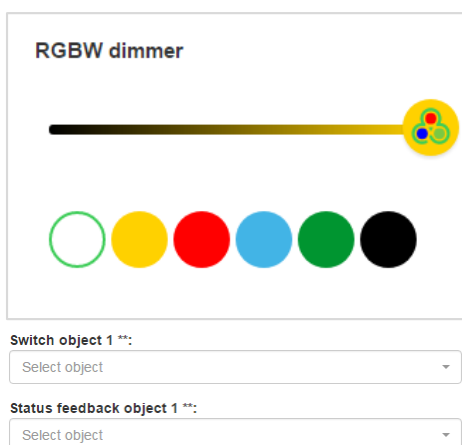 RGBW dimmer
Switch object 1 **:
Select object
Status feedback object 1 **:
Select object